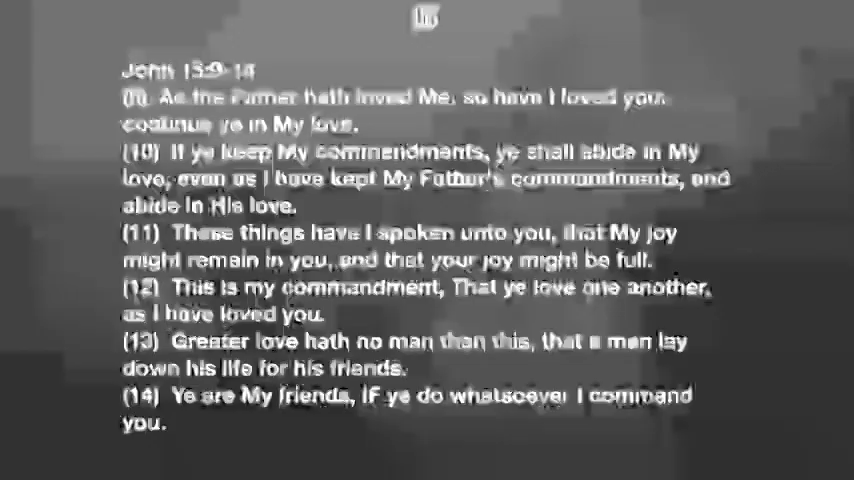 John 15:9-14
(9) As the Father hath loved Me, so have I loved you:
continue ye in My love.
(10) If ye keep My commandments, ye shall abide in My
love, even as I have kept My Father's commandments, and
abide in His love.
(11) These things have I spoken unto you, that My joy
might remain in you, and that your joy might be full.
(12) This is my commandment, That ye love one another,
as I have loved you.
(13) Greater love hath no man than this, that a man lay
down his life for his friends.
(14) Ye are My friends, IF ye do whatsoever I command
you.